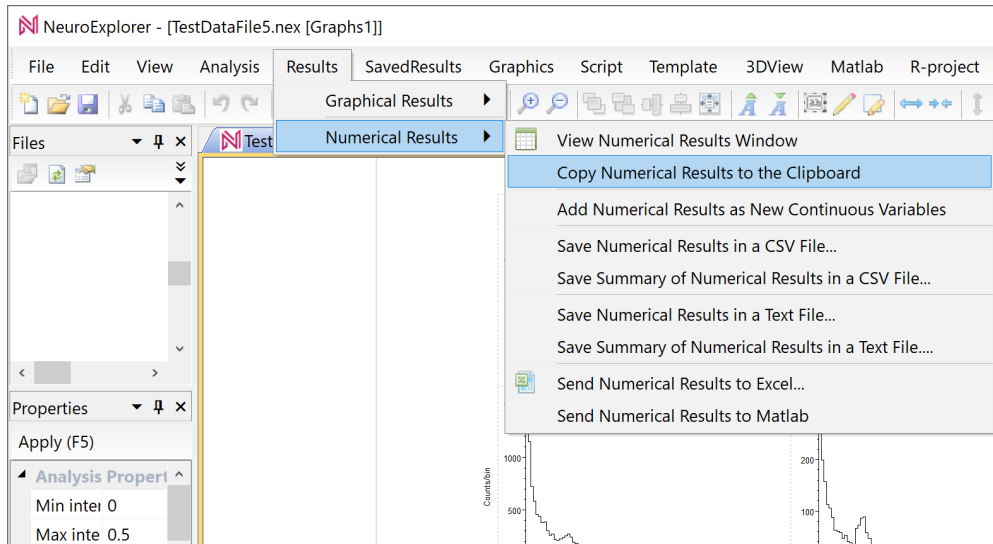 NeuroExplorer - [TestDataFile5.nex [Graphs1]]
File Edit View Analysis Results SavedResults Graphics Script Template 3DView Matlab R-project
Graphical Results
Numerical Results
Files
Test
View Numerical Results Window
Copy Numerical Results to the Clipboard
Add Numerical Results as New Continuous Variables
Save Numerical Results in a CSV File...
Save Summary of Numerical Results in a CSV File...
Save Numerical Results in a Text File...
Save Summary of Numerical Results in a Text File....
Send Numerical Results to Excel...
Send Numerical Results to Matlab
Properties
Apply (F5)
Analysis Propert
Min inter 0
Max inte 0.5
Counts/bin
1000
500
200
100